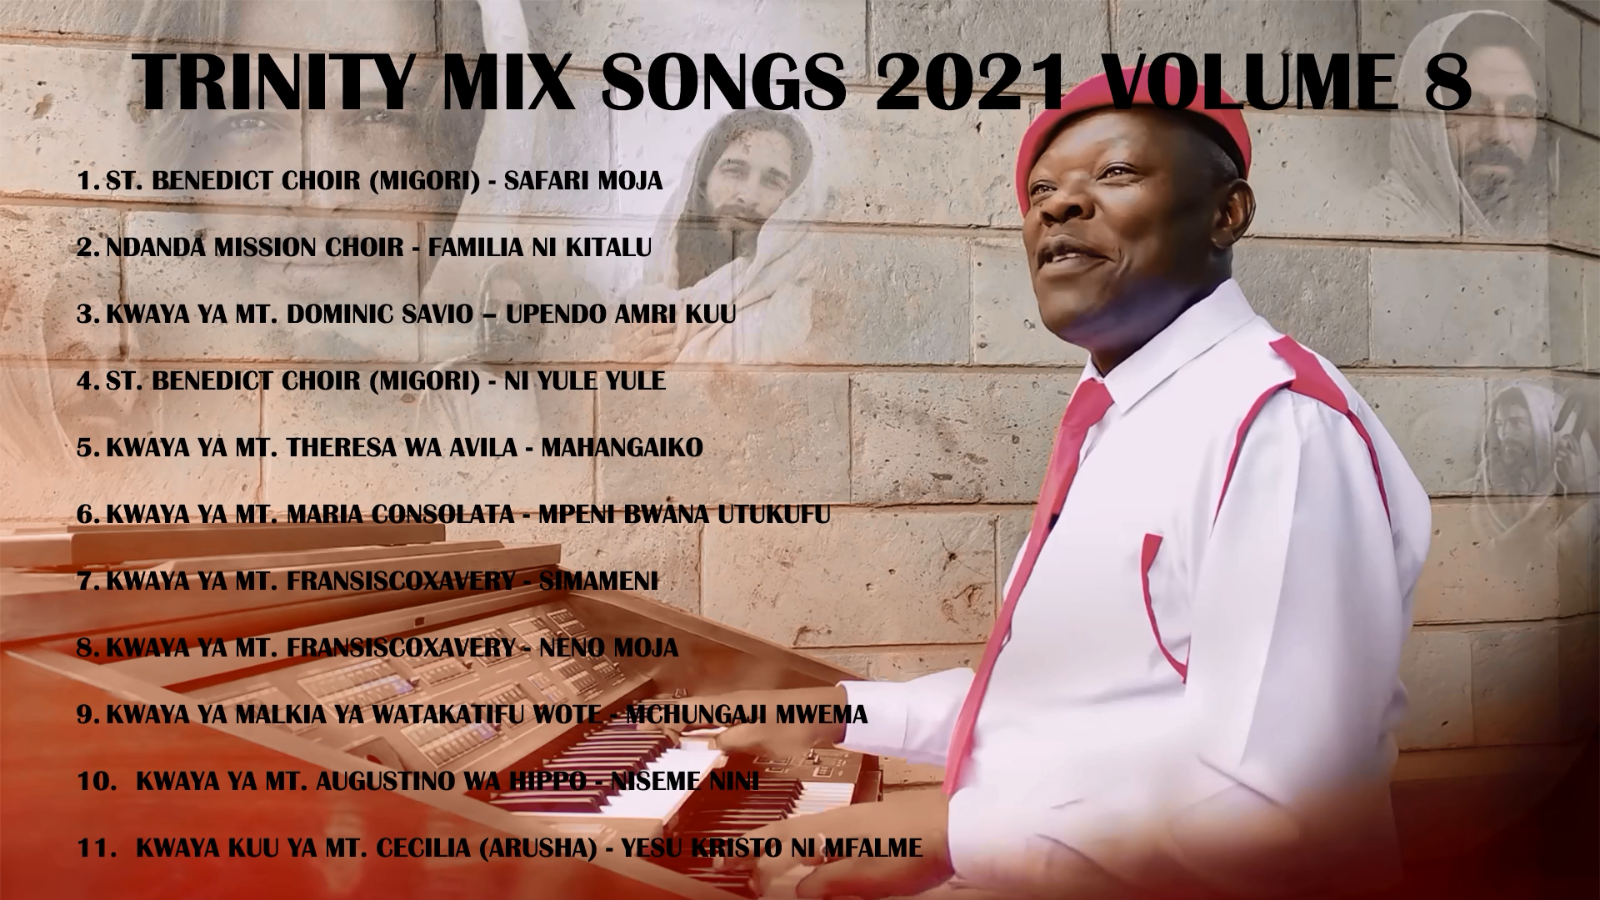 TRINITY MIX SONGS 2021 VOLUME 8
1. ST. BENEDICT CHOIR (MIGORI) - SAFARI MOJA
2. NDANDA MISSION CHOIR - FAMILIA NI KITALU
3. KWAYA YA MT. DOMINIC SAVIO – UPENDO AMRI KUU
4. ST. BENEDICT CHOIR (MIGORI) - NI YULE YULE
5. KWAYA YA MT. THERESA WA AVILA - MAHANGAIKO
6. KWAYA YA MT. MARIA CONSOLATA - MPENI BWANA UTUKUFU
7. KWAYA YA MT. FRANSISCOXAVERY - SIMAMENI
8. KWAYA YA MT. FRANSISCOXAVERY - NENO MOJA
9. KWAYA YA MALKIA YA WATAKATIFU WOTE - MCHUNGAJI MWEMA
10. KWAYA YA MT. AUGUSTINO WA HIPPO - NISEME NINI
11. KWAYA KUU YA MT. CECILIA (ARUSHA) - YESU KRISTO NI MFALME